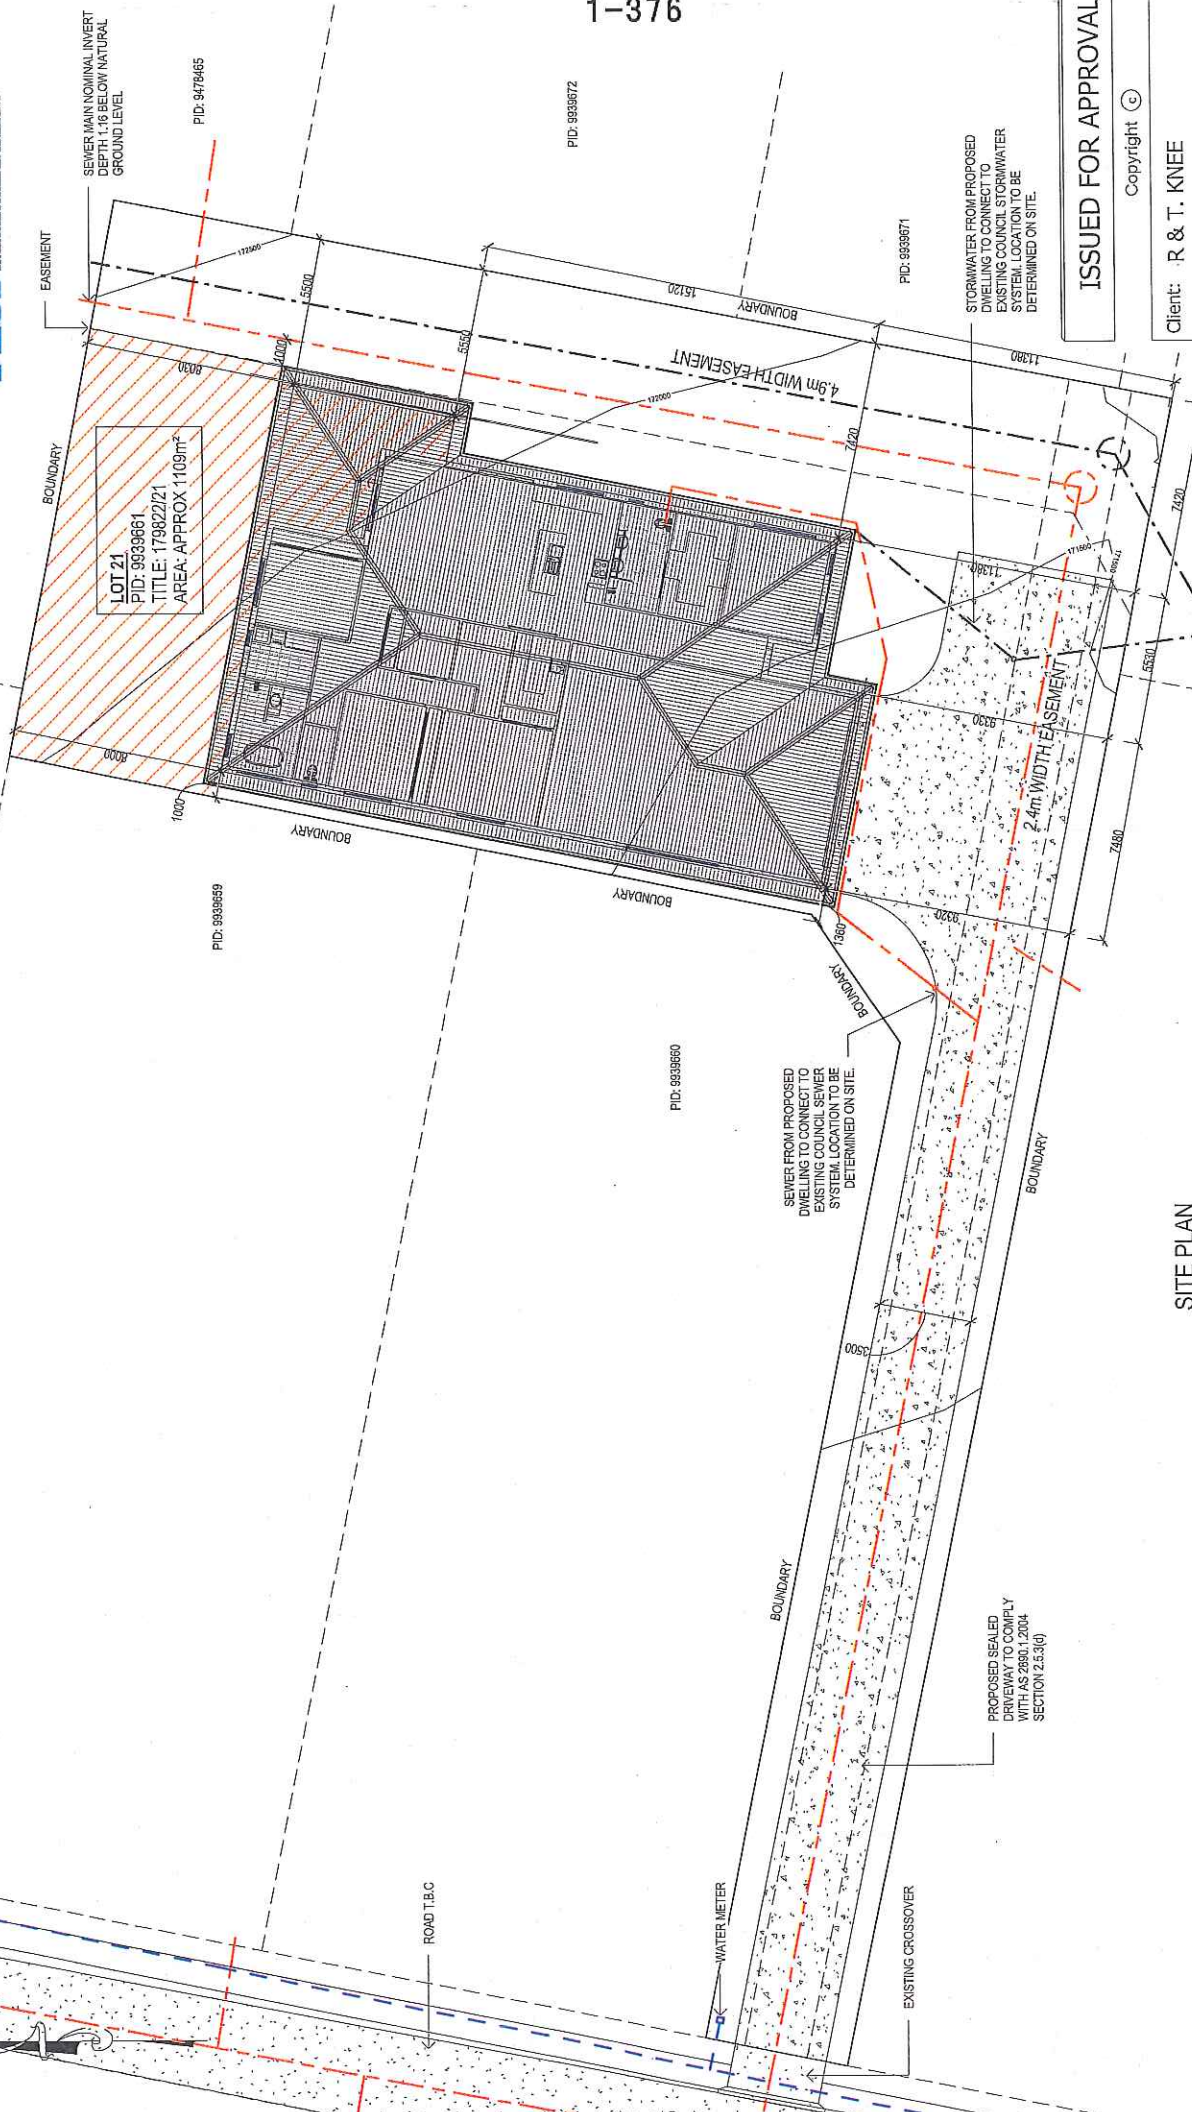 1-376
SEWER MAIN NOMINAL INVERT
DEPTH 1.16 BELOW NATURAL
GROUND LEVEL
EASEMENT
PID: 9478465
PID: 9939672
BOUNDARY
LOT 21
PID: 9939661
TITLE: 179822/21
AREA: APPROX 1109m²
172500
5500
1000
8030
5550
15120
BOUNDARY
4.9m WIDTH EASEMENT
172000
PID: 9939671
11380
7420
STORMWATER FROM PROPOSED
DWELLING TO CONNECT TO
EXISTING COUNCIL STORMWATER
SYSTEM. LOCATION TO BE
DETERMINED ON SITE.
ISSUED FOR APPROVAL
Copyright ©
Client: R & T. KNEE
8000
1000
BOUNDARY
BOUNDARY
PID: 9939659
11380
171500
171500
7420
5530
9330
2.4m WIDTH EASEMENT
7480
9320
1360
BOUNDARY
PID: 9939660
SEWER FROM PROPOSED
DWELLING TO CONNECT TO
EXISTING COUNCIL SEWER
SYSTEM. LOCATION TO BE
DETERMINED ON SITE.
BOUNDARY
3500
SITE PLAN
BOUNDARY
PROPOSED SEALED
DRIVEWAY TO COMPLY
WITH AS 2890.1.2004
SECTION 2.5.3(d)
ROAD T.B.C
WATER METER
EXISTING CROSSOVER